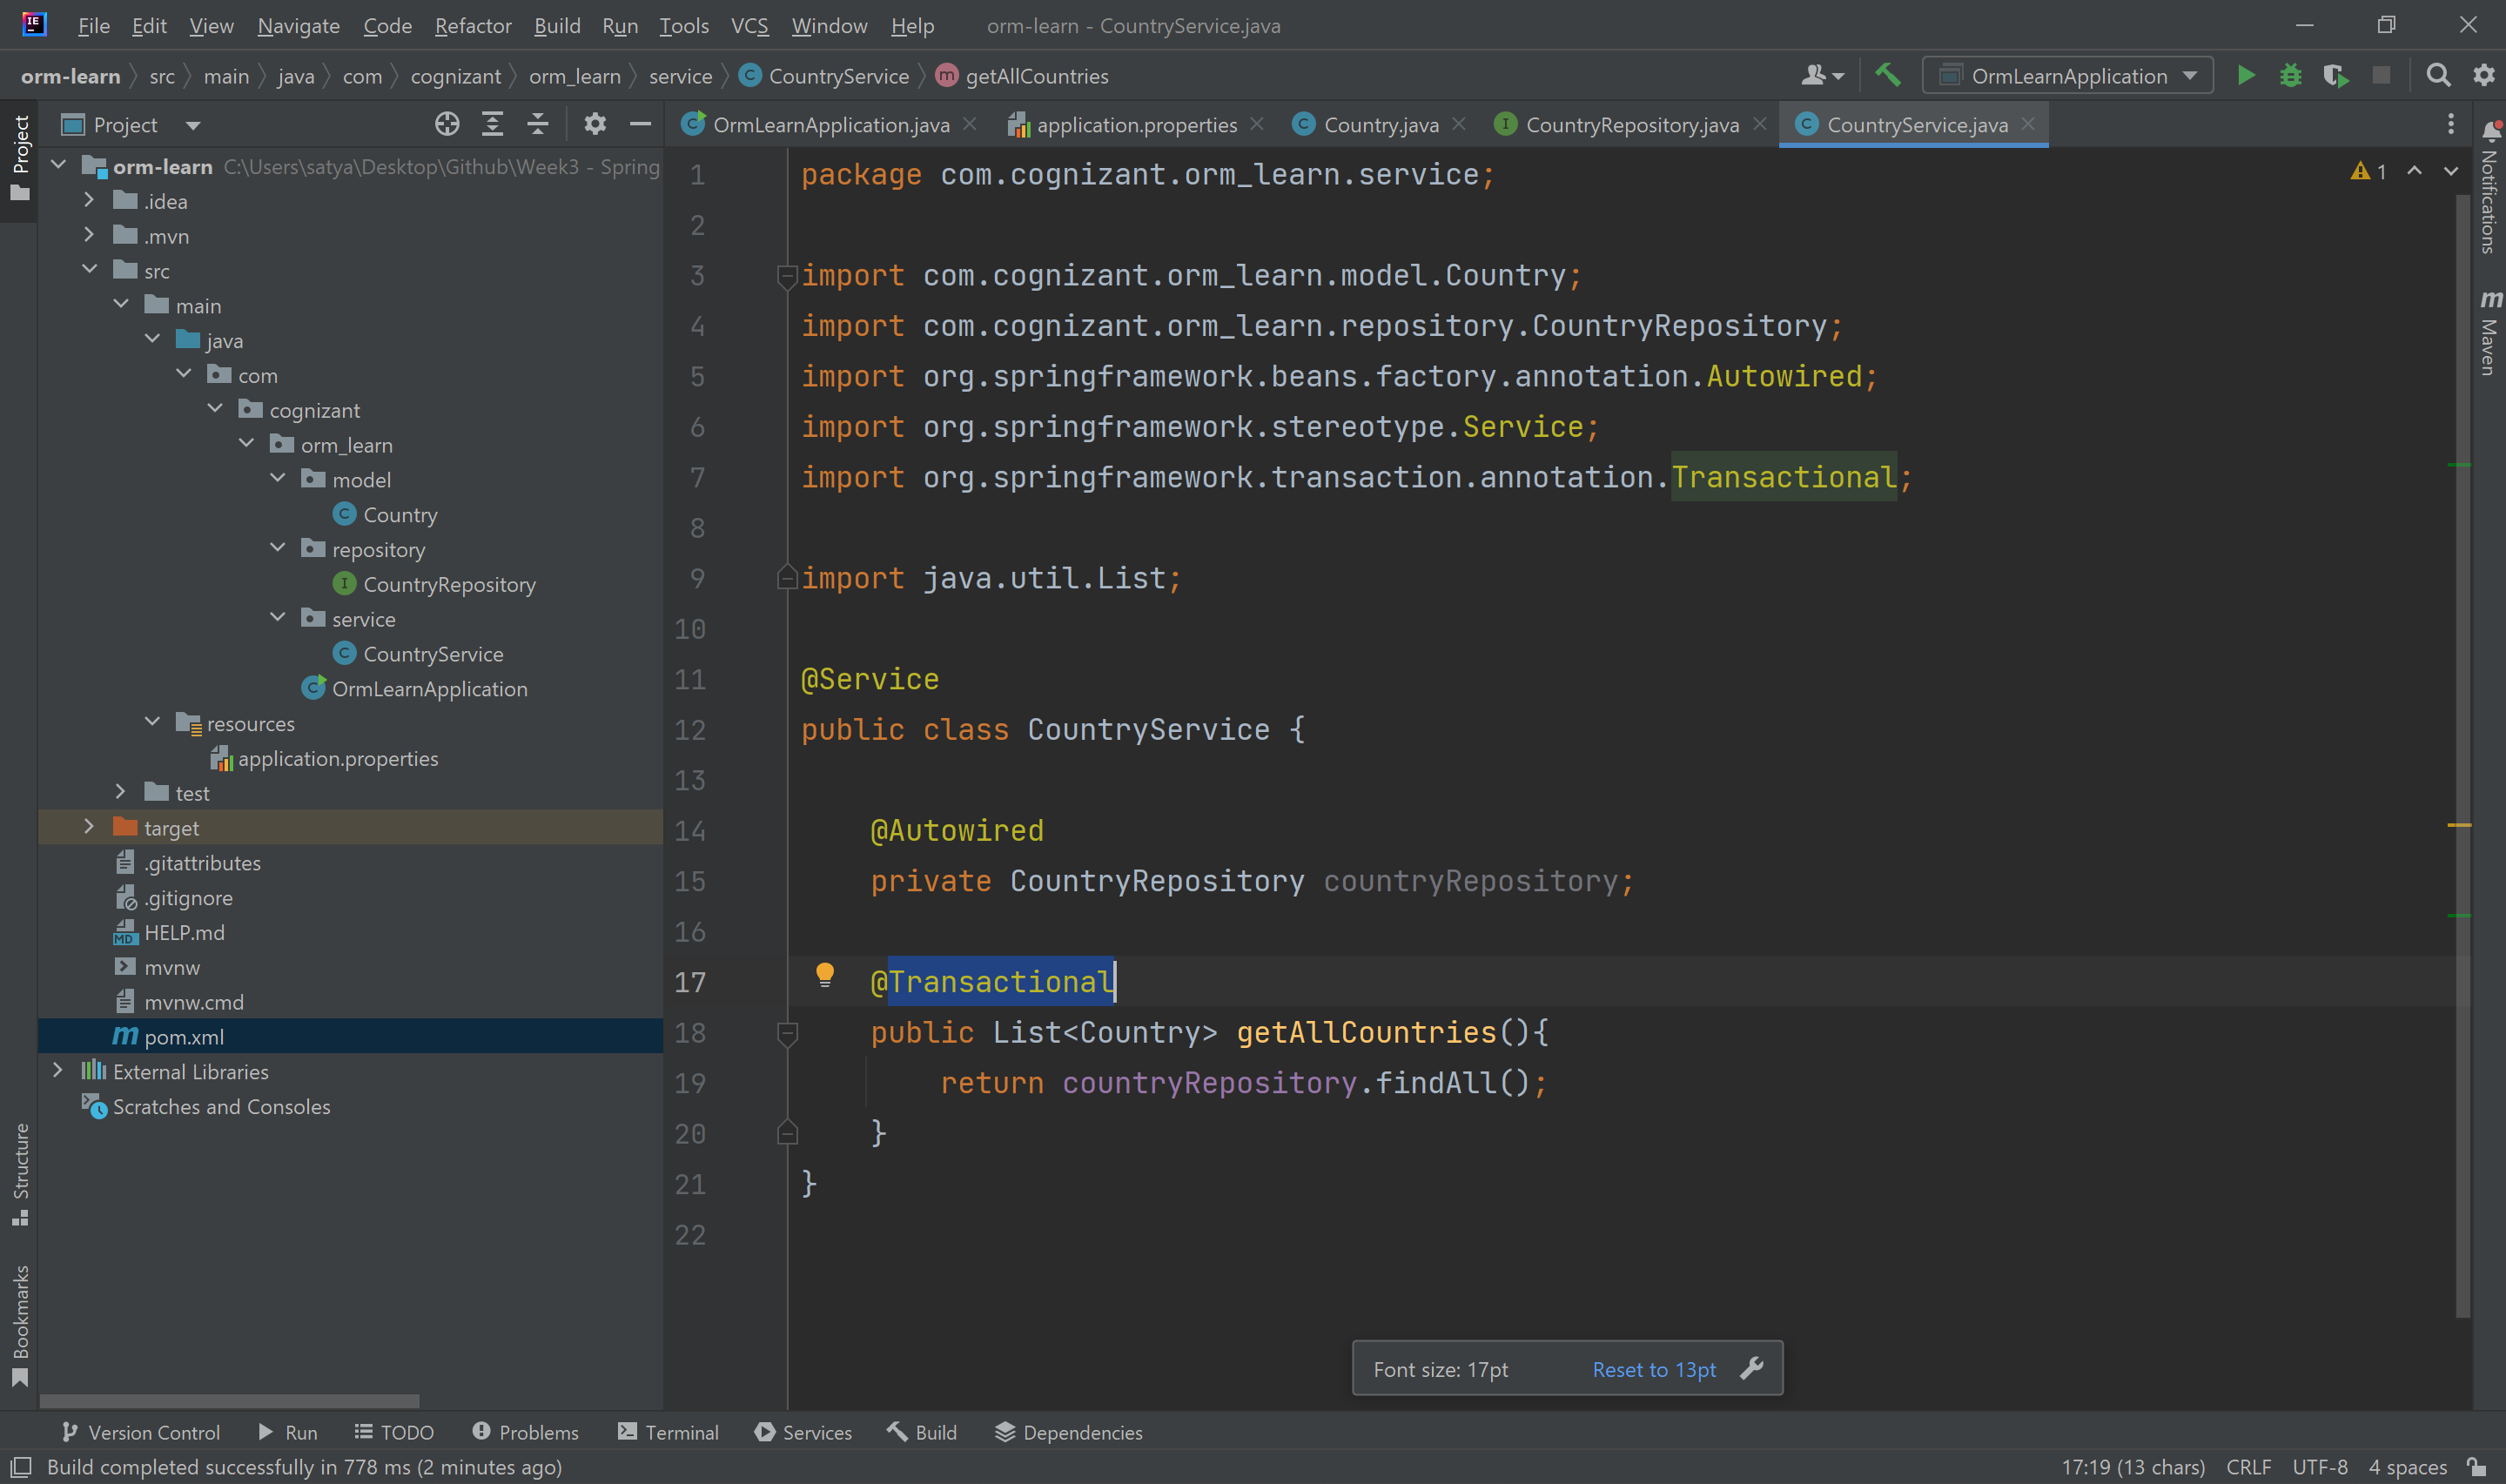 File Edit View Navigate Code Refactor Build Run Tools VCS Window Help orm-learn - CountryService.java
orm-learn src main java com cognizant orm_learn service CountryService getAllCountries OrmLearnApplication
Project
OrmLearnApplication.java application.properties Country.java CountryRepository.java CountryService.java
Project
Structure
Bookmarks
orm-learn C:\Users\satya\Desktop\Github\Week3 - Spring
.idea
.mvn
src
main
java
com
cognizant
orm_learn
model
Country
repository
CountryRepository
service
CountryService
OrmLearnApplication
resources
application.properties
test
target
.gitattributes
.gitignore
HELP.md
mvnw
mvnw.cmd
pom.xml
External Libraries
Scratches and Consoles
1 package com.cognizant.orm_learn.service;
2
3 import com.cognizant.orm_learn.model.Country;
4 import com.cognizant.orm_learn.repository.CountryRepository;
5 import org.springframework.beans.factory.annotation.Autowired;
6 import org.springframework.stereotype.Service;
7 import org.springframework.transaction.annotation.Transactional;
8
9 import java.util.List;
10
11 @Service
12 public class CountryService {
13
14 @Autowired
15 private CountryRepository countryRepository;
16
17 @Transactional
18 public List<Country> getAllCountries(){
19 return countryRepository.findAll();
20 }
21 }
22
1
Notifications
Maven
Font size: 17pt Reset to 13pt
Version Control Run TODO Problems Terminal Services Build Dependencies
Build completed successfully in 778 ms (2 minutes ago) 17:19 (13 chars) CRLF UTF-8 4 spaces